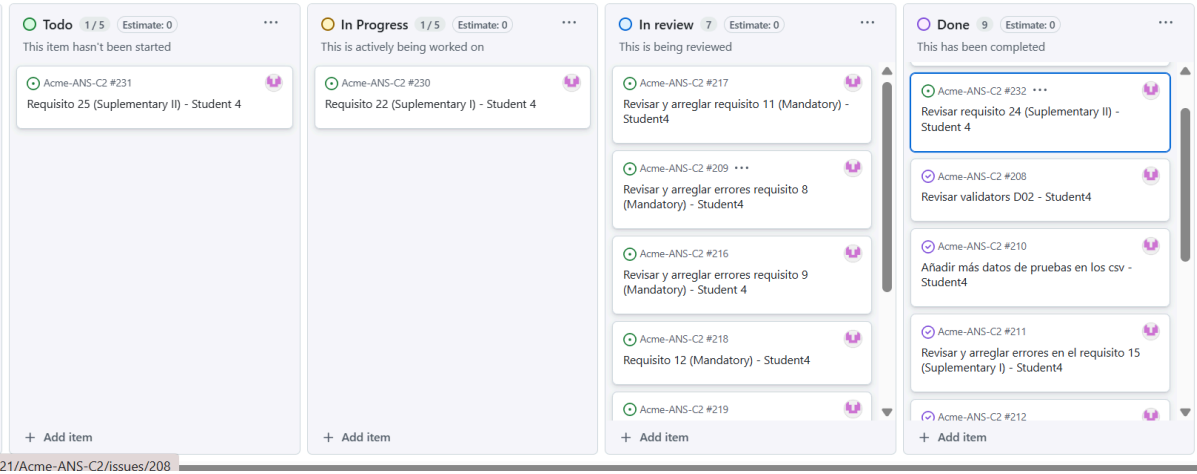 Todo 1 / 5 Estimate: 0 ...
This item hasn't been started
Acme-ANS-C2 #231
Requisito 25 (Suplementary II) - Student 4
+ Add item
In Progress 1 / 5 Estimate: 0 ...
This is actively being worked on
Acme-ANS-C2 #230
Requisito 22 (Suplementary I) - Student 4
+ Add item
In review 7 Estimate: 0 ...
This is being reviewed
Acme-ANS-C2 #217
Revisar y arreglar requisito 11 (Mandatory) -
Student4
Acme-ANS-C2 #209 ...
Revisar y arreglar errores requisito 8
(Mandatory) - Student4
Acme-ANS-C2 #216
Revisar y arreglar errores requisito 9
(Mandatory) - Student 4
Acme-ANS-C2 #218
Requisito 12 (Mandatory) - Student4
Acme-ANS-C2 #219
+ Add item
Done 9 Estimate: 0 ...
This has been completed
Acme-ANS-C2 #232 ...
Revisar requisito 24 (Suplementary II) -
Student 4
Acme-ANS-C2 #208
Revisar validators D02 - Student4
Acme-ANS-C2 #210
Añadir más datos de pruebas en los csv -
Student4
Acme-ANS-C2 #211
Revisar y arreglar errores en el requisito 15
(Suplementary I) - Student4
Acme-ANS-C2 #212
+ Add item
21/Acme-ANS-C2/issues/208